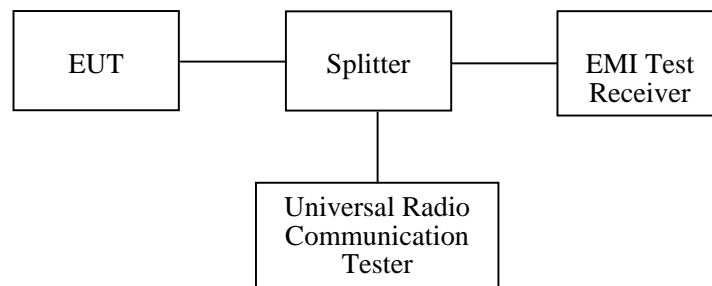 EUT
Splitter
EMI Test
Receiver
Universal Radio
Communication
Tester